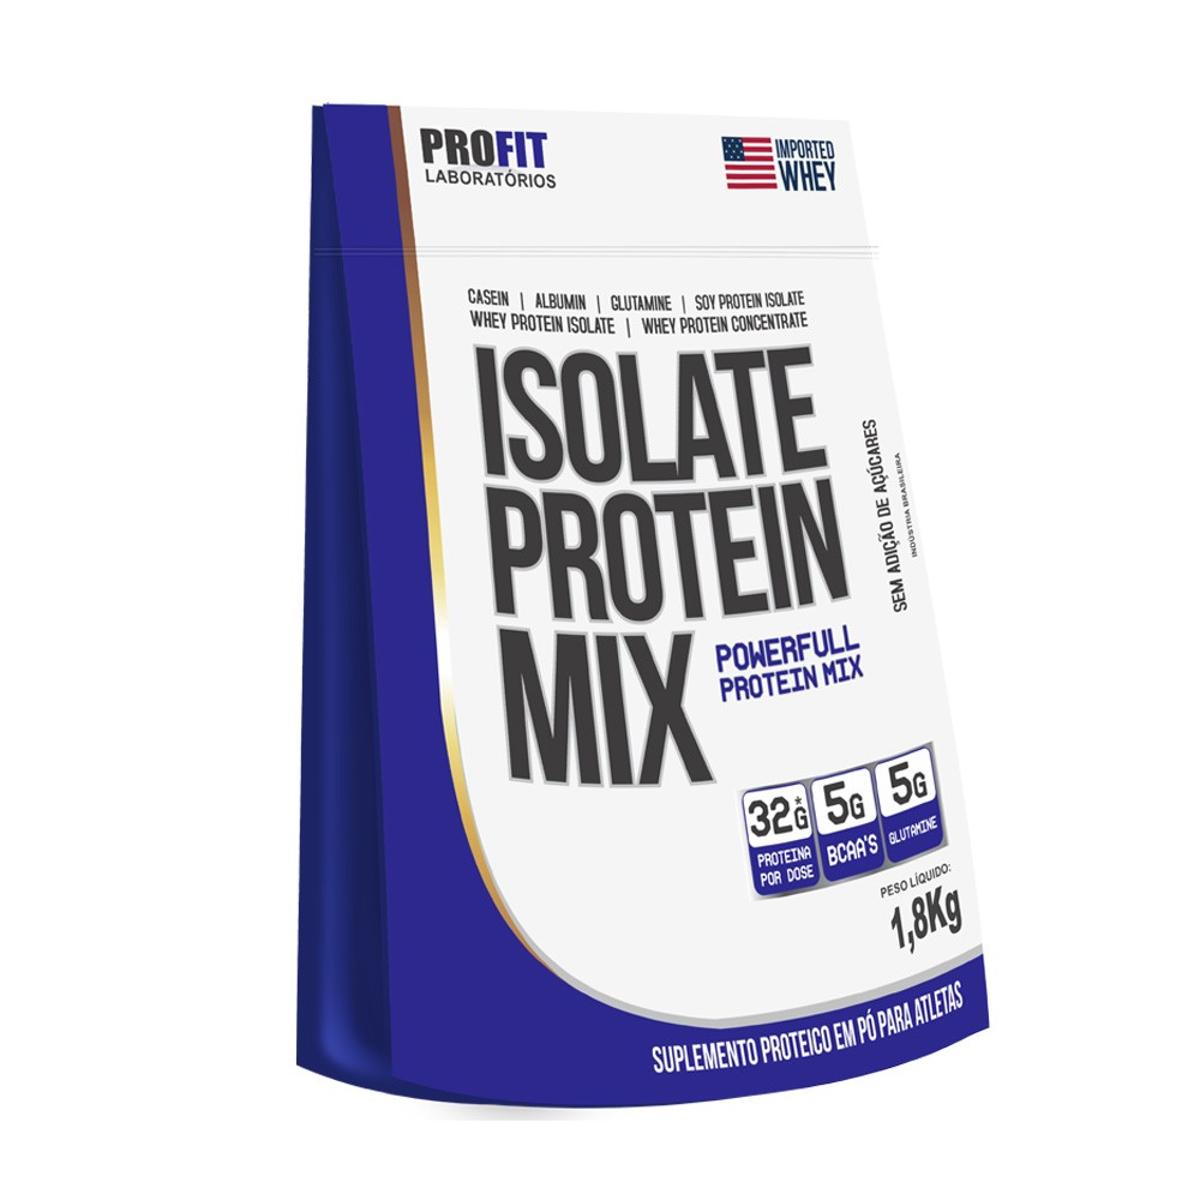 PROFIT
LABORATÓRIOS
IMPORTED
WHEY
CASEIN | ALBUMIN | GLUTAMINE | SOY PROTEIN ISOLATE
WHEY PROTEIN ISOLATE | WHEY PROTEIN CONCENTRATE
ISOLATE
PROTEIN
MIX
POWERFULL
PROTEIN MIX
SEM ADIÇÃO DE AÇÚCARES
INDÚSTRIA BRASILEIRA
32G*
PROTEINA
POR DOSE
5G
BCAA'S
5G
GLUTAMINE
PESO LÍQUIDO:
1,8Kg
SUPLEMENTO PROTEICO EM PÓ PARA ATLETAS